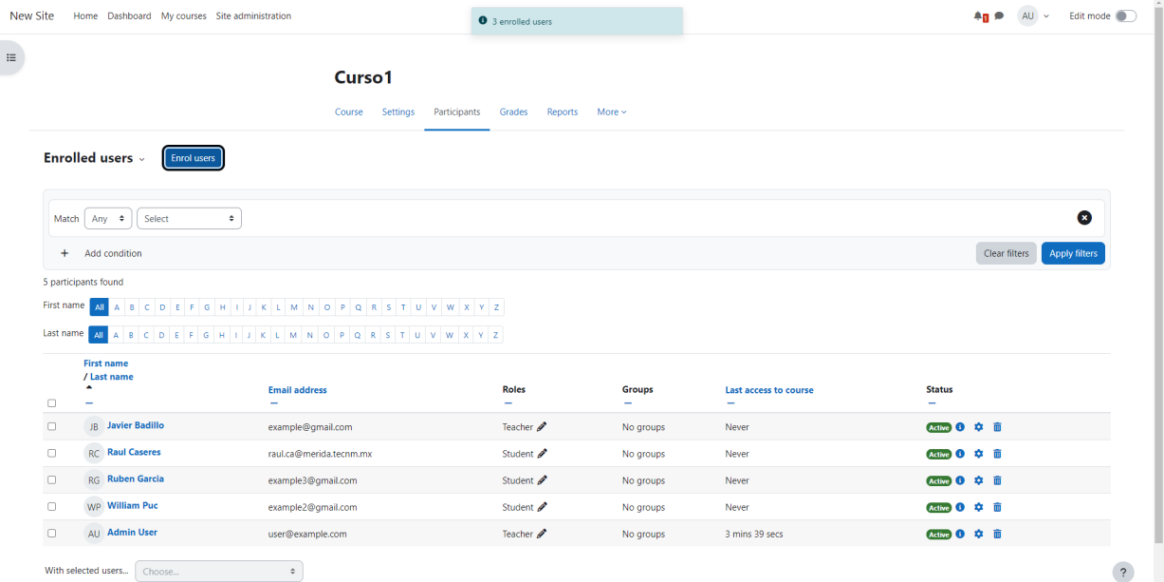 New Site Home Dashboard My courses Site administration 3 enrolled users 1 AU Edit mode
Curso1
Course Settings Participants Grades Reports More
Enrolled users Enrol users
Match Any Select
+ Add condition Clear filters Apply filters
5 participants found
First name All A B C D E F G H I J K L M N O P Q R S T U V W X Y Z
Last name All A B C D E F G H I J K L M N O P Q R S T U V W X Y Z
First name
/ Last name
Email address Roles Groups Last access to course Status
JB Javier Badillo example@gmail.com Teacher No groups Never Active
RC Raul Caseres raul.ca@merida.tecnm.mx Student No groups Never Active
RG Ruben Garcia example3@gmail.com Student No groups Never Active
WP William Puc example2@gmail.com Student No groups Never Active
AU Admin User user@example.com Teacher No groups 3 mins 39 secs Active
With selected users... Choose... ?